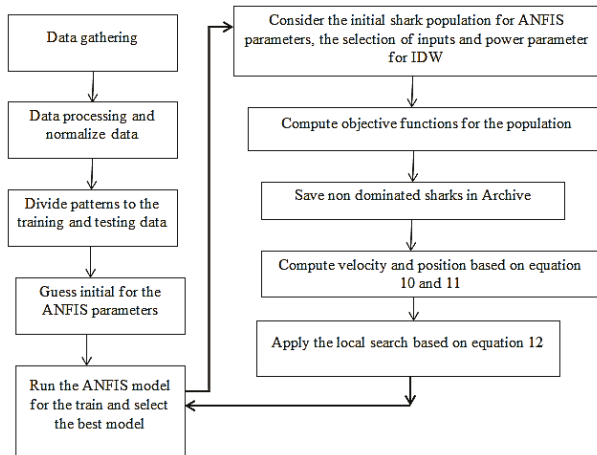 Data gathering
Data processing and
normalize data
Divide patterns to the
training and testing data
Guess initial for the
ANFIS parameters
Run the ANFIS model
for the train and select
the best model
Consider the initial shark population for ANFIS
parameters, the selection of inputs and power parameter
for IDW
Compute objective functions for the population
Save non dominated sharks in Archive
Compute velocity and position based on equation
10 and 11
Apply the local search based on equation 12